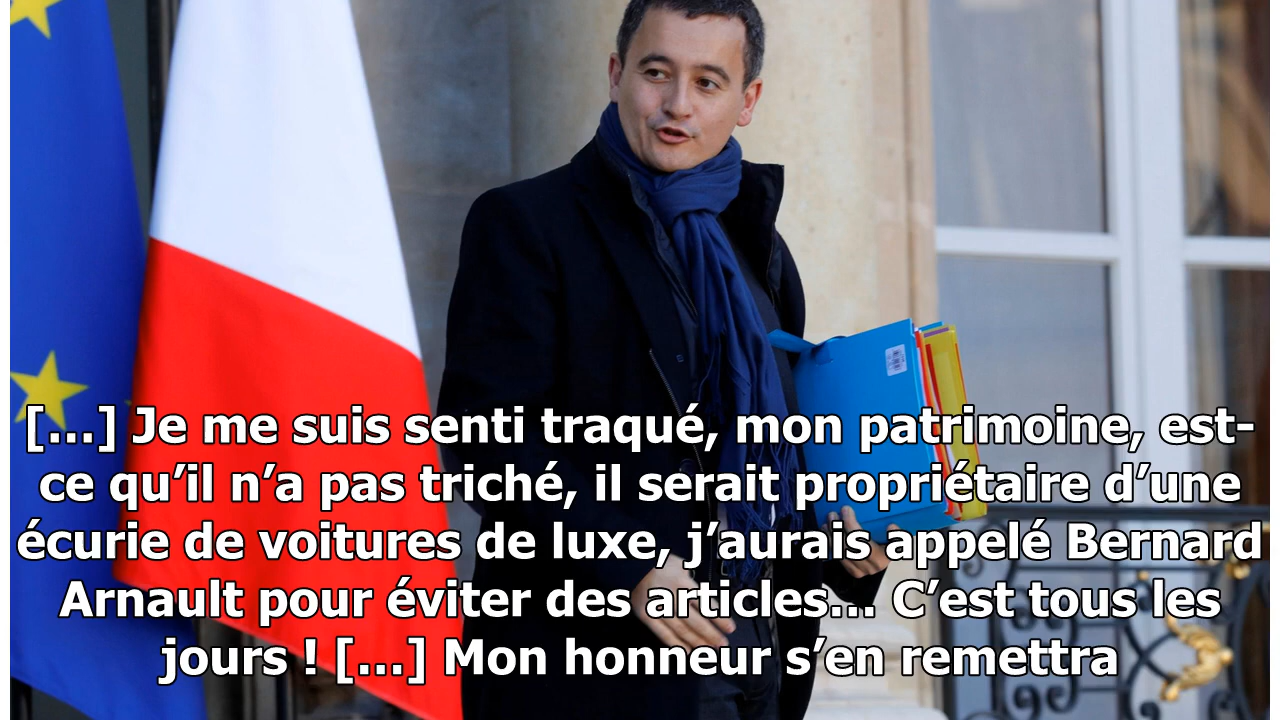 […] Je me suis senti traqué, mon patrimoine, est-
ce qu’il n’a pas triché, il serait propriétaire d’une
écurie de voitures de luxe, j’aurais appelé Bernard
Arnault pour éviter des articles… C’est tous les
jours ! […] Mon honneur s’en remettra